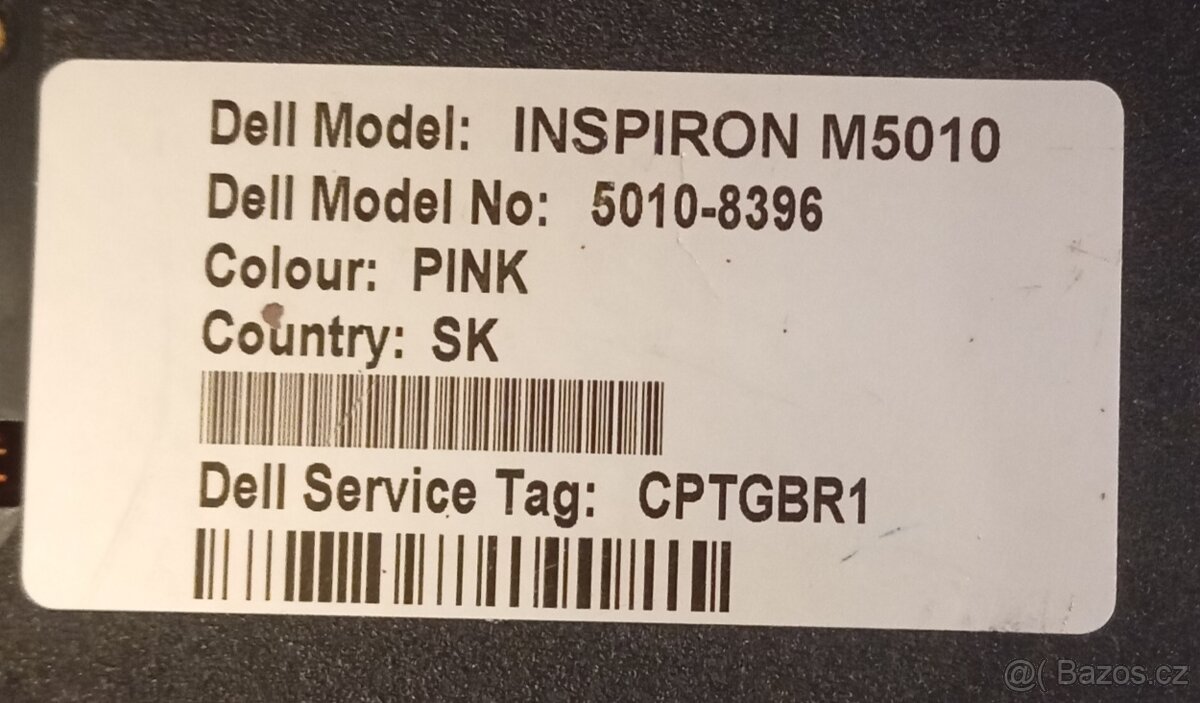 Dell Model: INSPIRON M5010
Dell Model No: 5010-8396
Colour: PINK
Country: SK
Dell Service Tag: CPTGBR1
@( Bazos.cz